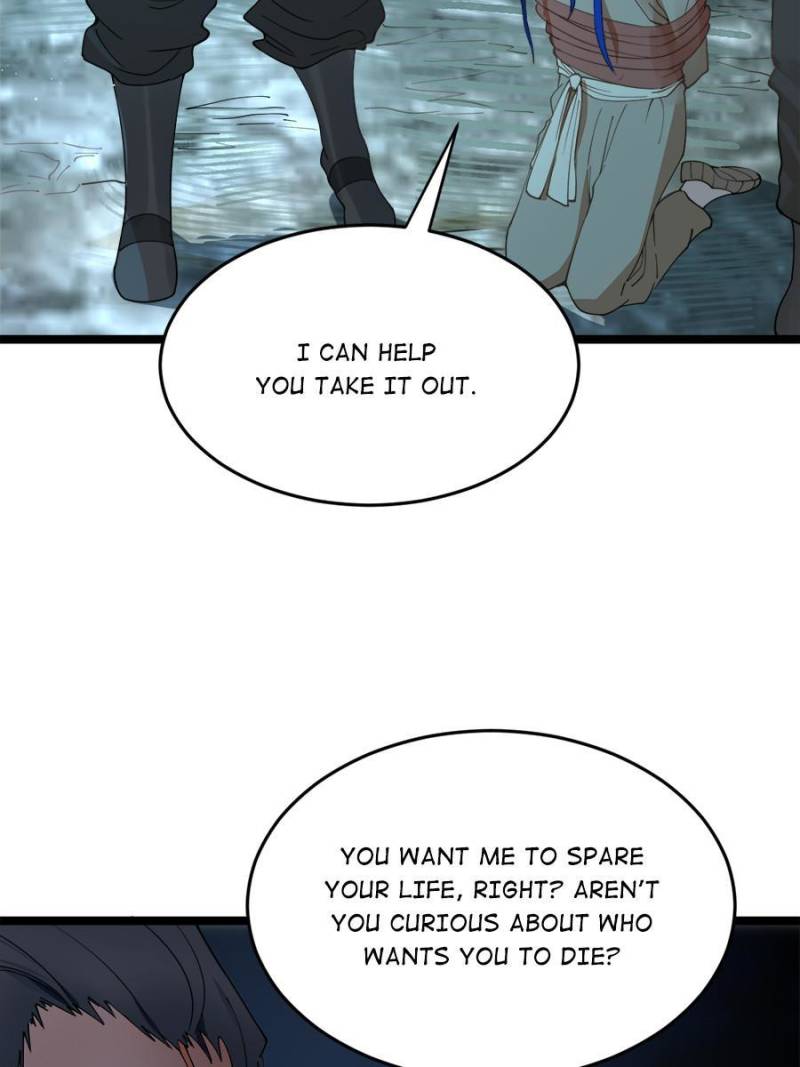 I CAN HELP
YOU TAKE IT OUT.
YOU WANT ME TO SPARE
YOUR LIFE, RIGHT? AREN'T
YOU CURIOUS ABOUT WHO
WANTS YOU TO DIE?